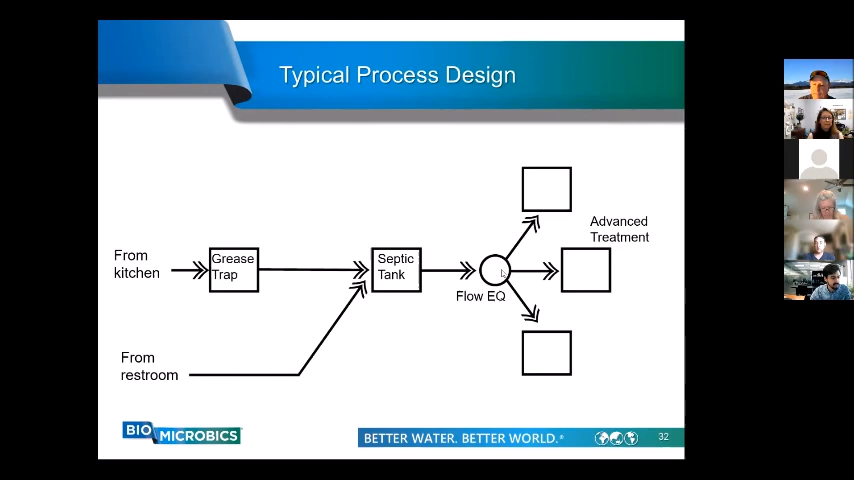 Typical Process Design
Advanced
Treatment
From
kitchen
Grease
Trap
Septic
Tank
Flow EQ
From
restroom
BIO MICROBICS
BETTER WATER. BETTER WORLD.®
32